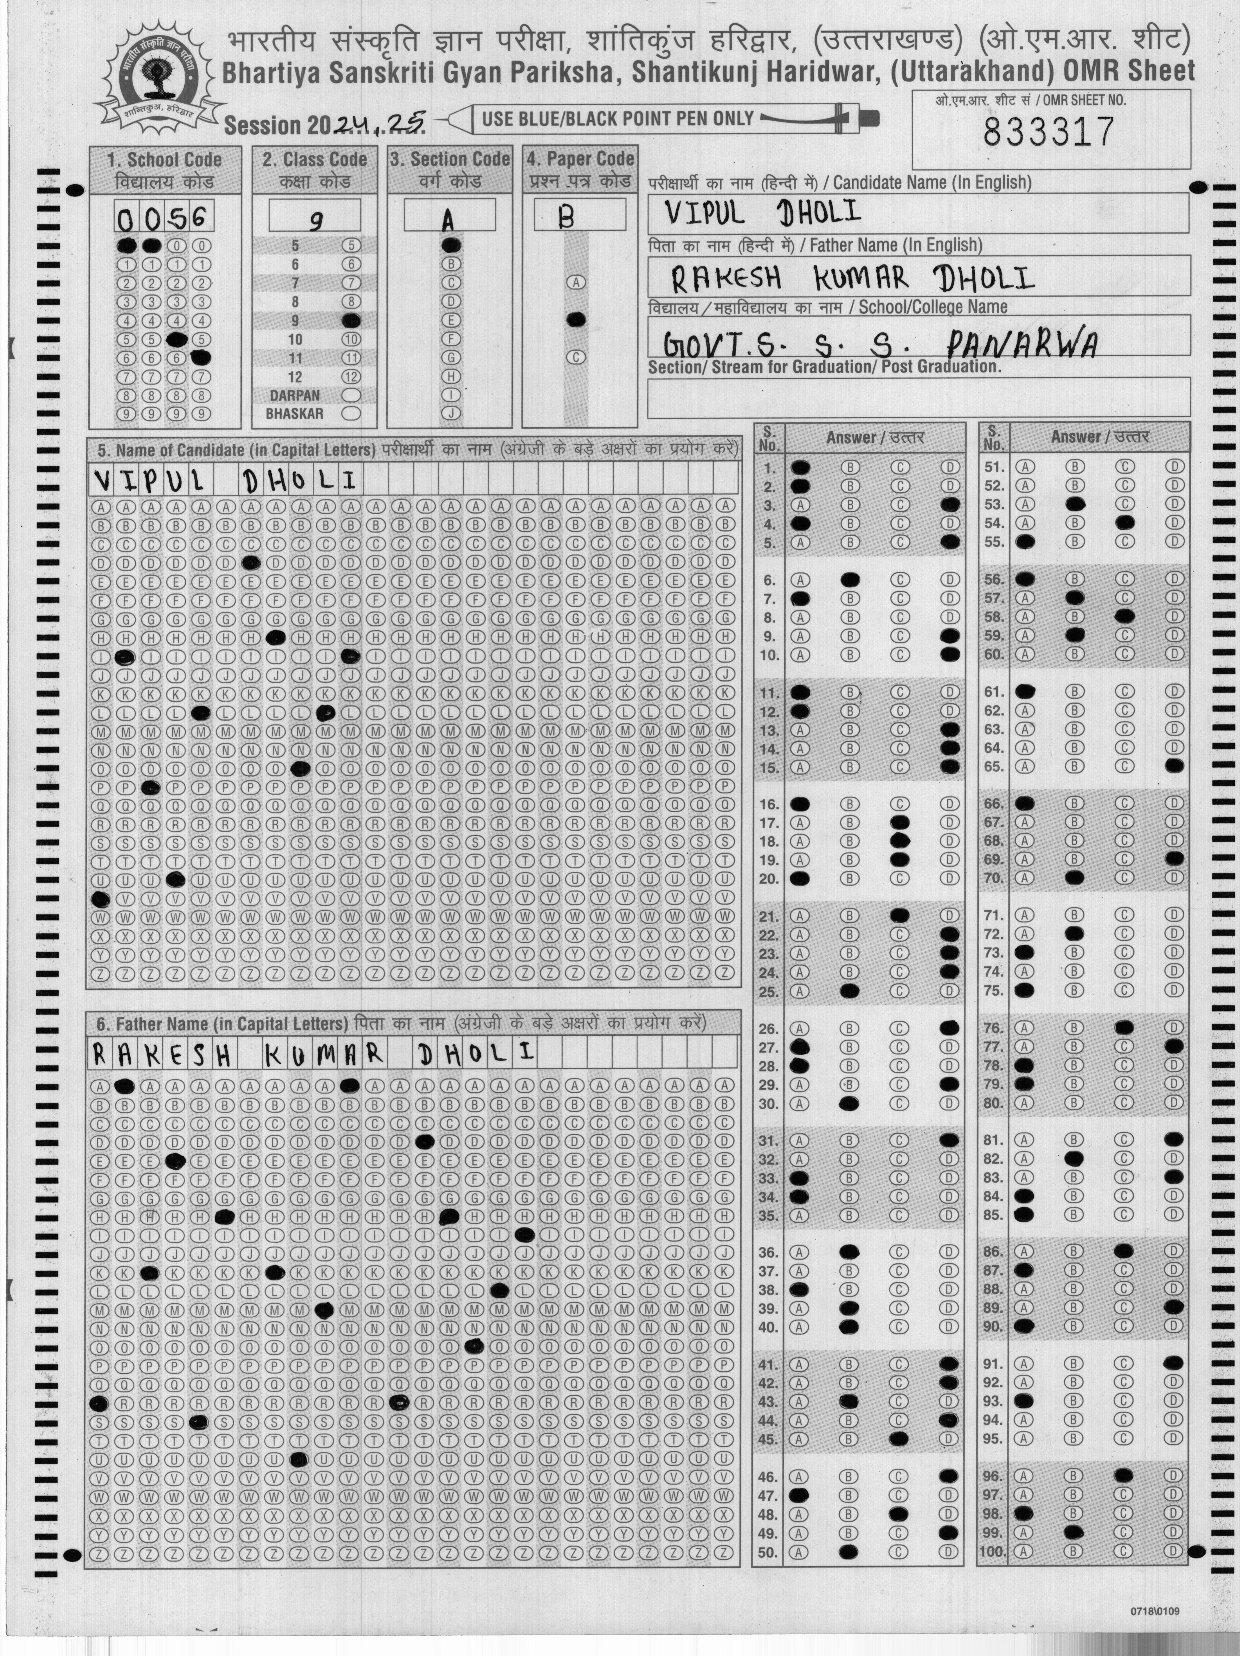 भारतीय संस्कृति ज्ञान परीक्षा, शांतिकुंज हरिद्वार, (उत्तराखण्ड) (ओ.एम.आर. शीट)
Bhartiya Sanskriti Gyan Pariksha, Shantikunj Haridwar, (Uttarakhand) OMR Sheet
Session 2024.-25.
USE BLUE/BLACK POINT PEN ONLY
ओ.एम.आर. शीट सं / OMR SHEET NO.
833317
1. School Code
विद्यालय कोड
0056
2. Class Code
कक्षा कोड
9
5
6
7
8
9
10
11
12
DARPAN
BHASKAR
3. Section Code
वर्ग कोड
A
4. Paper Code
प्रश्न पत्र कोड
B
परीक्षार्थी का नाम (हिन्दी में) / Candidate Name (In English)
VIPUL DHOLI
पिता का नाम (हिन्दी में) / Father Name (In English)
RAKESH KUMAR DHOLI
विद्यालय/महाविद्यालय का नाम / School/College Name
GOVT.S. S. S. PANARWA
Section/ Stream for Graduation/ Post Graduation.
5. Name of Candidate (in Capital Letters) परीक्षार्थी का नाम (अंग्रेजी के बड़े अक्षरों का प्रयोग करें)
VIPUL DHOLI
6. Father Name (in Capital Letters) पिता का नाम (अंग्रेजी के बड़े अक्षरों का प्रयोग करें)
RAKESH KUMAR DHOLI
S. No. Answer / उत्तर
S. No. Answer / उत्तर
0718\0109